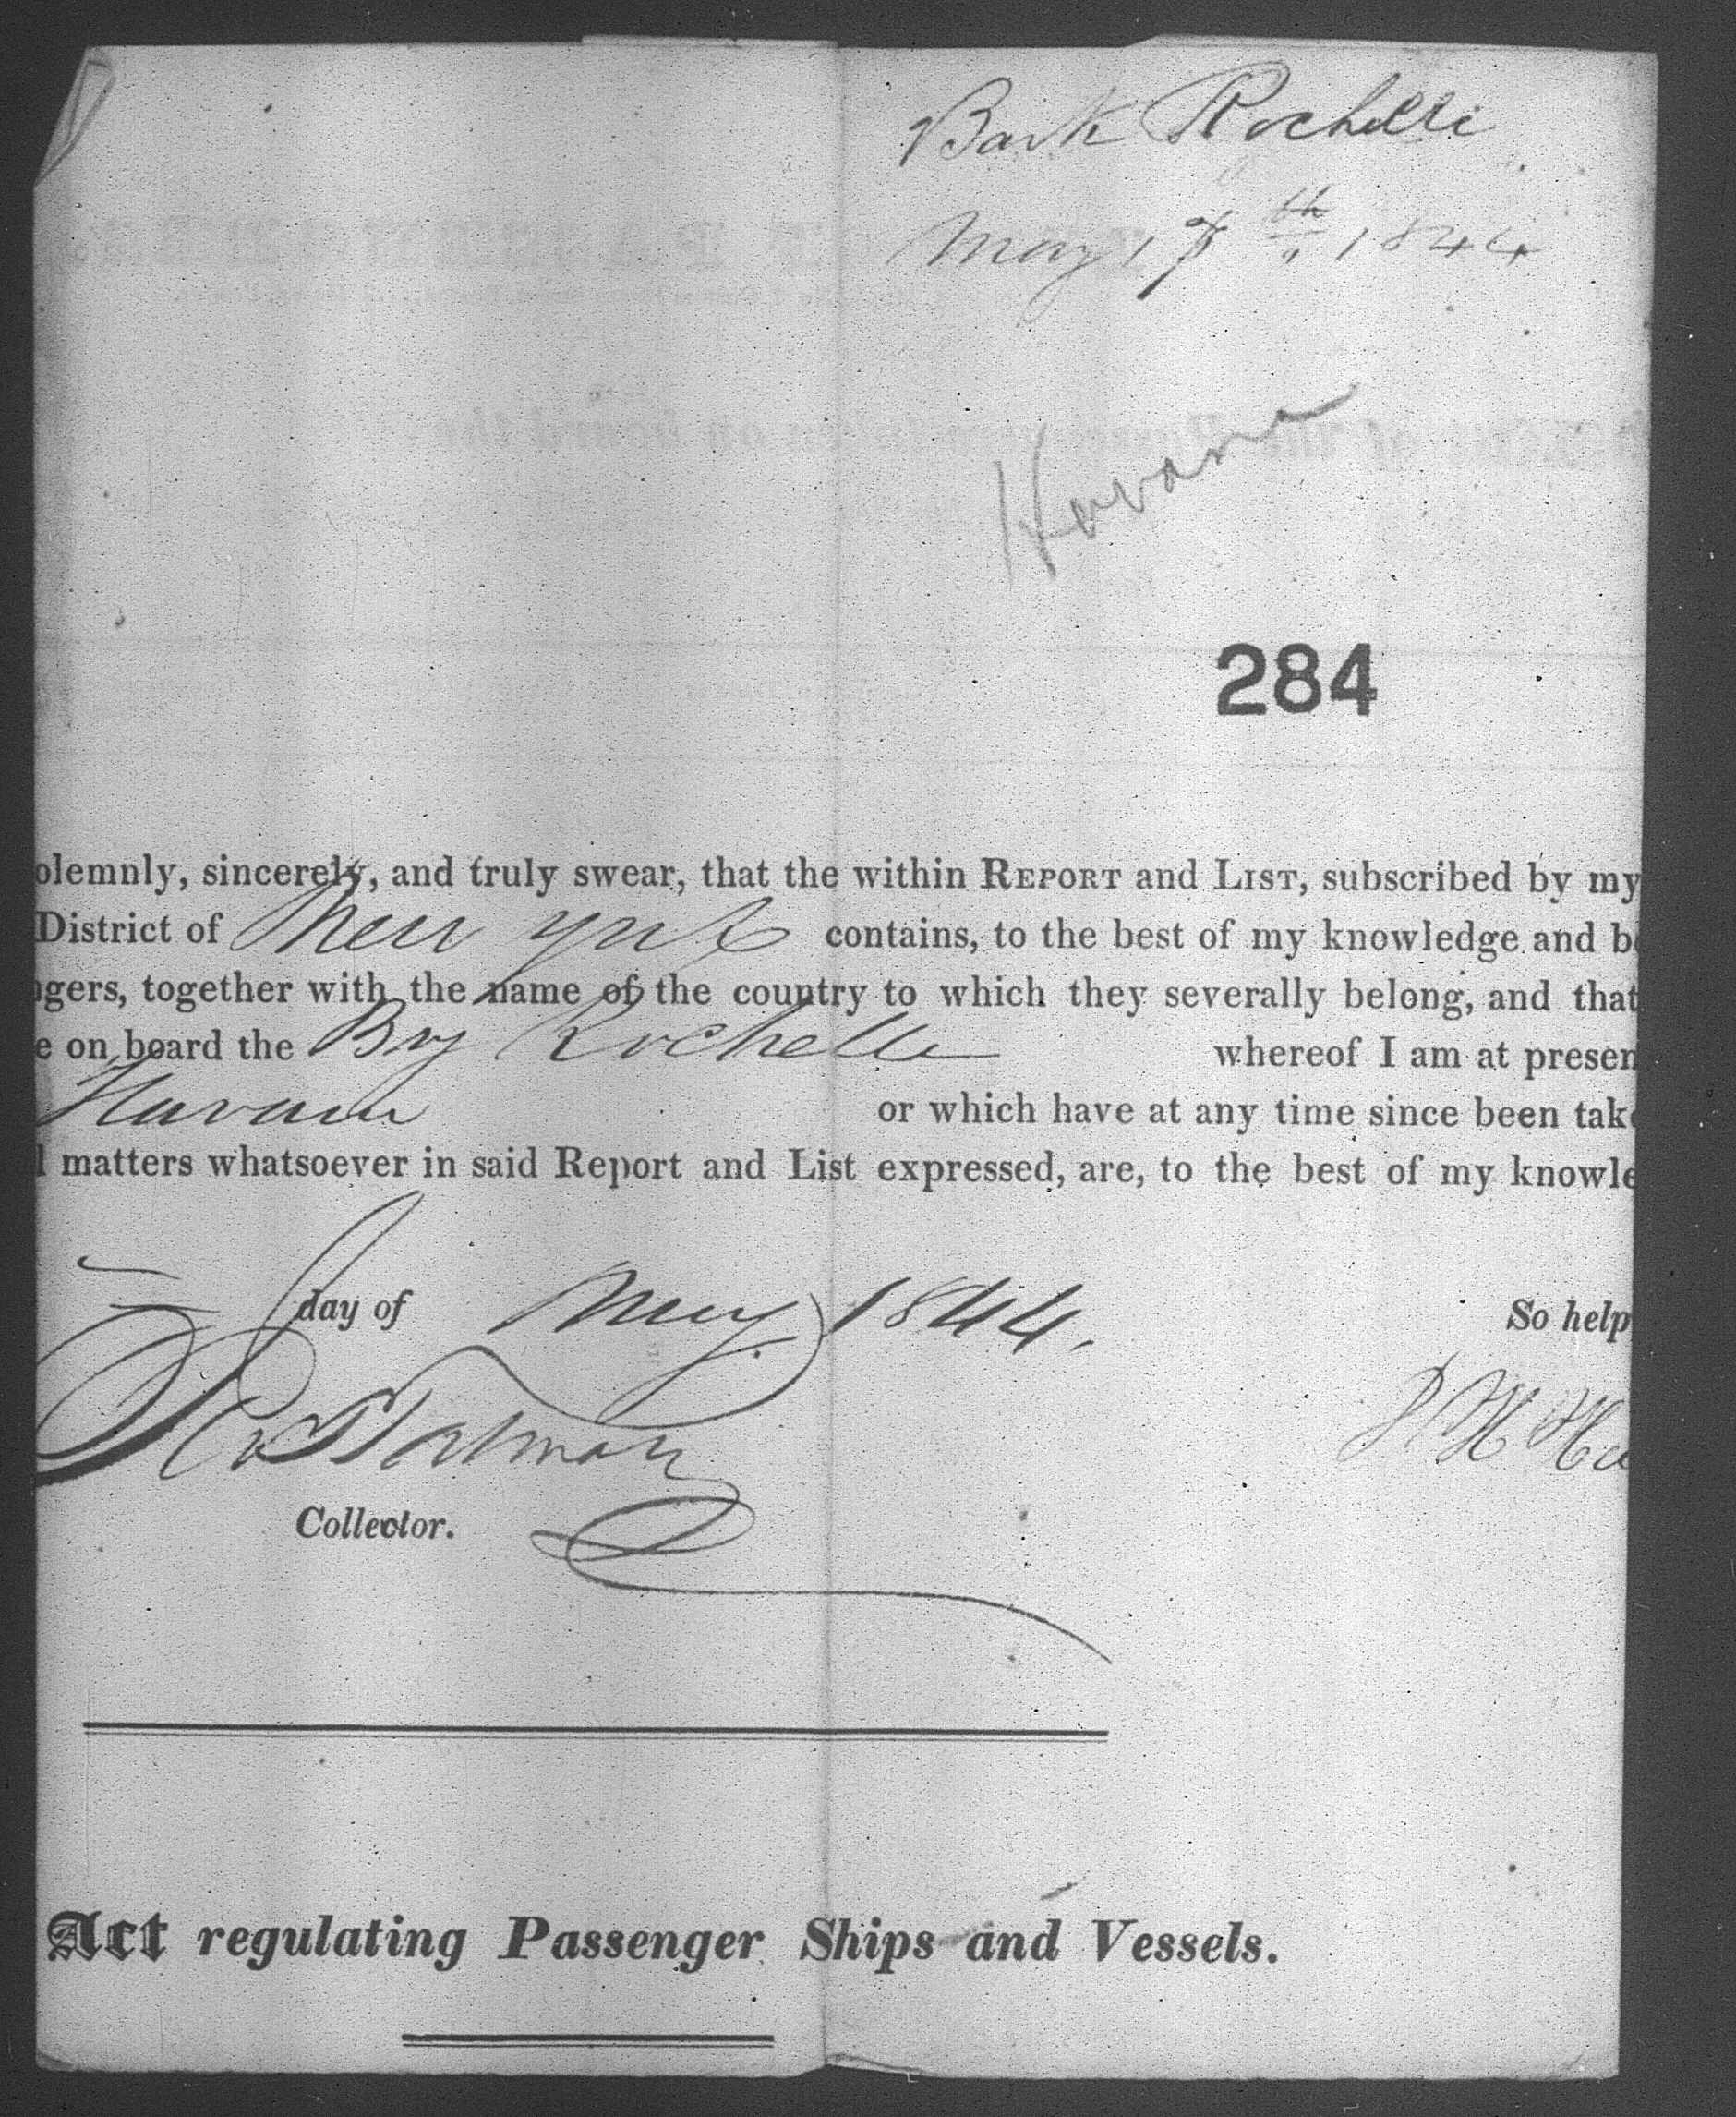 Bark Rochelle
May 17th 1844
Havana
284
olemnly, sincerely, and truly swear, that the within REPORT and LIST, subscribed by my
District of New York contains, to the best of my knowledge and b
gers, together with the name of the country to which they severally belong, and that
e on board the Brg Rochelle whereof I am at presen
Havana or which have at any time since been tak
l matters whatsoever in said Report and List expressed, are, to the best of my knowle
day of May 1844. So help
Collector.
Act regulating Passenger Ships and Vessels.